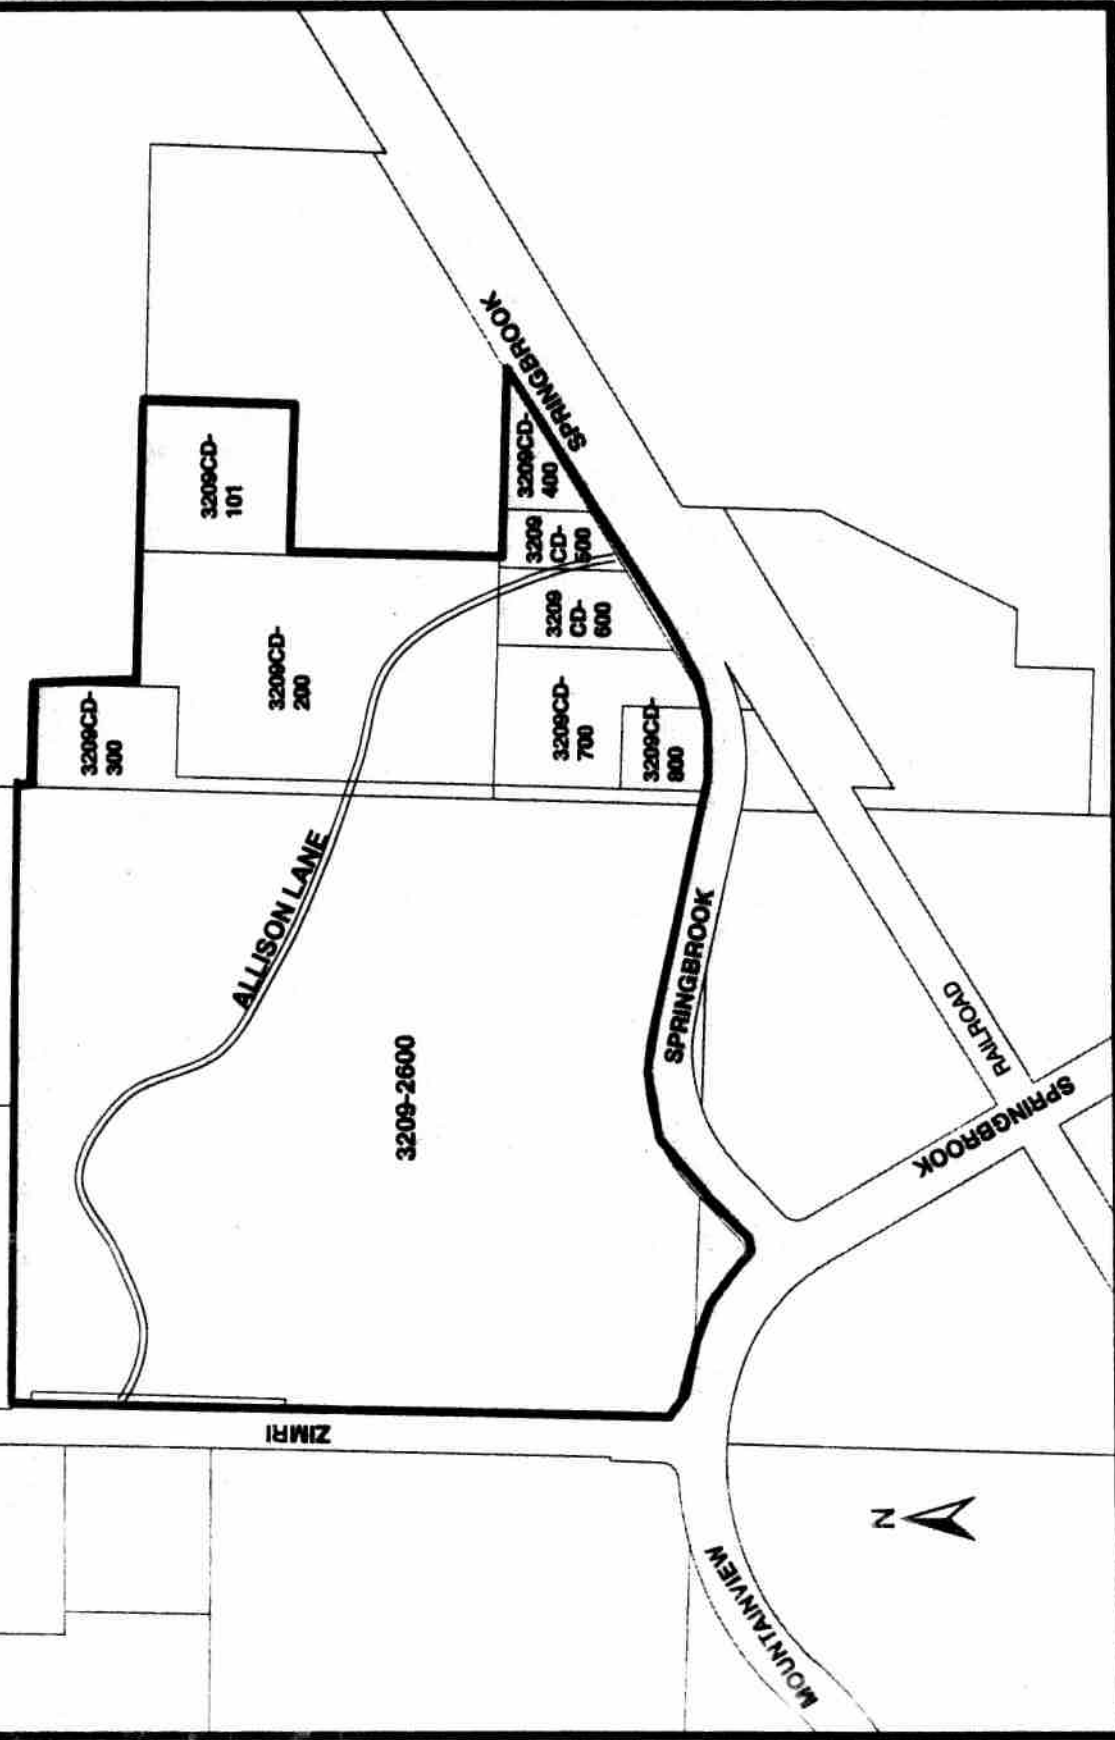 SPRINGBROOK
SPRINGBROOK
3209CD-
400
3209
CD-
500
3209
CD-
600
3209CD-
700
3209CD-
800
3209CD-
101
3209CD-
200
3209CD-
300
ALLISON LANE
3209-2600
SPRINGBROOK
RAILROAD
SPRINGBROOK
ZIMRI
MOUNTAINVIEW
N